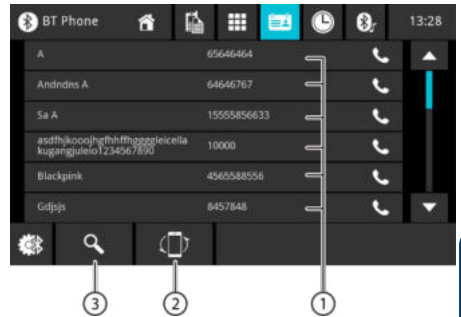 BT Phone 13:28
A 65646464
Andndns A 64646767
Sa A 15555856633
asdfhjkooojhgfhhffhggggleicella
kugangjuleio1234567890 10000
Blackpink 4565588556
Gdjsjs 8457848
3 2 1